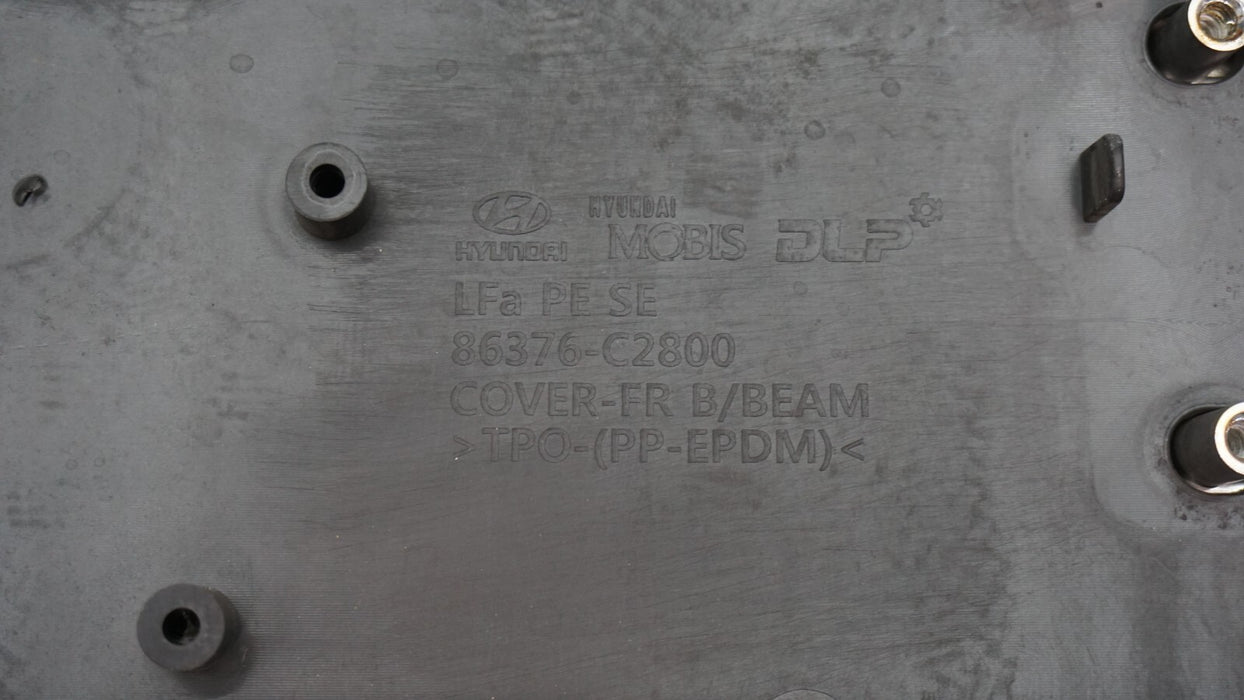 HYUNDAI
HYUNDAI MOBIS
DLP
LFa PE SE
86376-C2800
COVER-FR B/BEAM
>TPO-(PP-EPDM)<